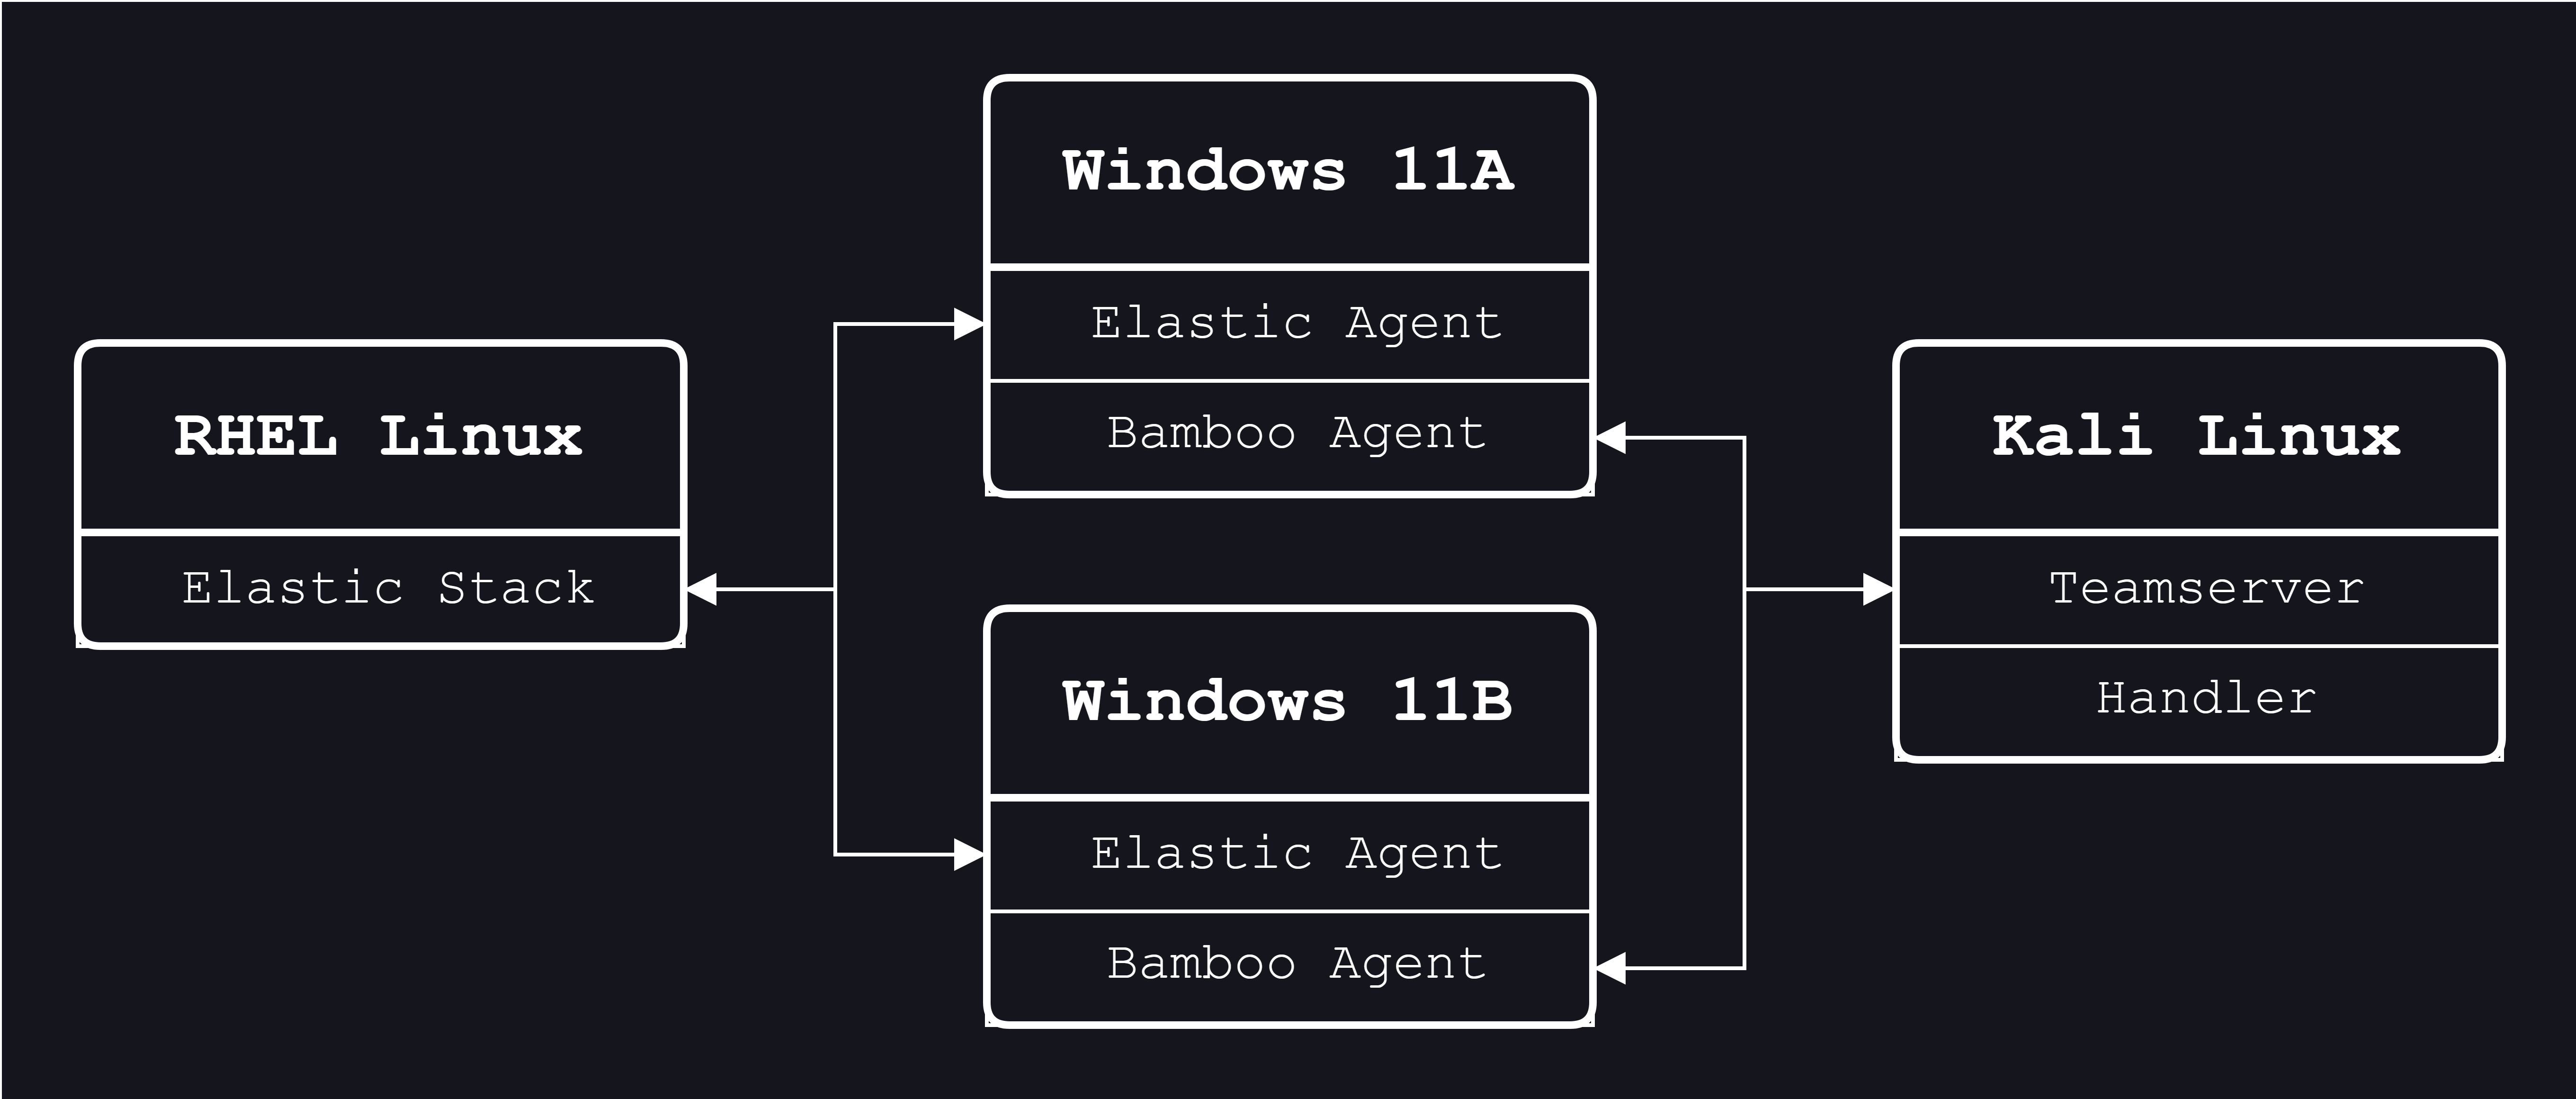 RHEL Linux
Elastic Stack
Windows 11A
Elastic Agent
Bamboo Agent
Windows 11B
Elastic Agent
Bamboo Agent
Kali Linux
Teamserver
Handler